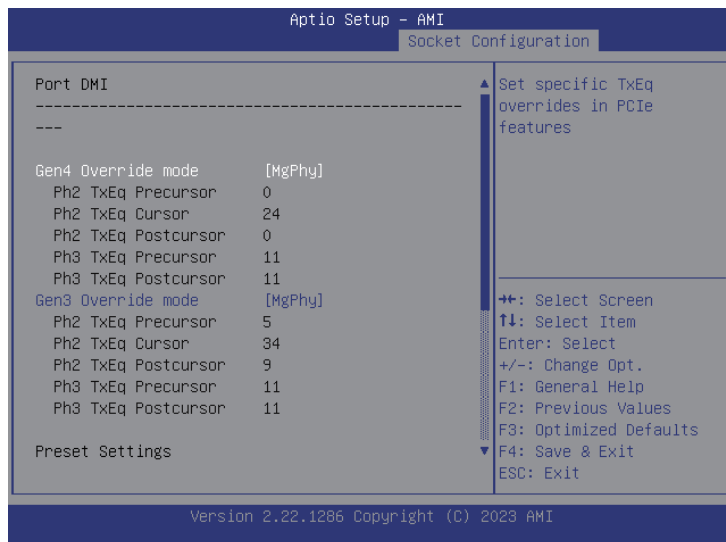 Aptio Setup – AMI
Socket Configuration
Port DMI
-----------------------------------------------
---
Gen4 Override mode [MgPhy]
Ph2 TxEq Precursor 0
Ph2 TxEq Cursor 24
Ph2 TxEq Postcursor 0
Ph3 TxEq Precursor 11
Ph3 TxEq Postcursor 11
Gen3 Override mode [MgPhy]
Ph2 TxEq Precursor 5
Ph2 TxEq Cursor 34
Ph2 TxEq Postcursor 9
Ph3 TxEq Precursor 11
Ph3 TxEq Postcursor 11
Preset Settings
Set specific TxEq
overrides in PCIe
features
→←: Select Screen
↑↓: Select Item
Enter: Select
+/-: Change Opt.
F1: General Help
F2: Previous Values
F3: Optimized Defaults
F4: Save & Exit
ESC: Exit
Version 2.22.1286 Copyright (C) 2023 AMI